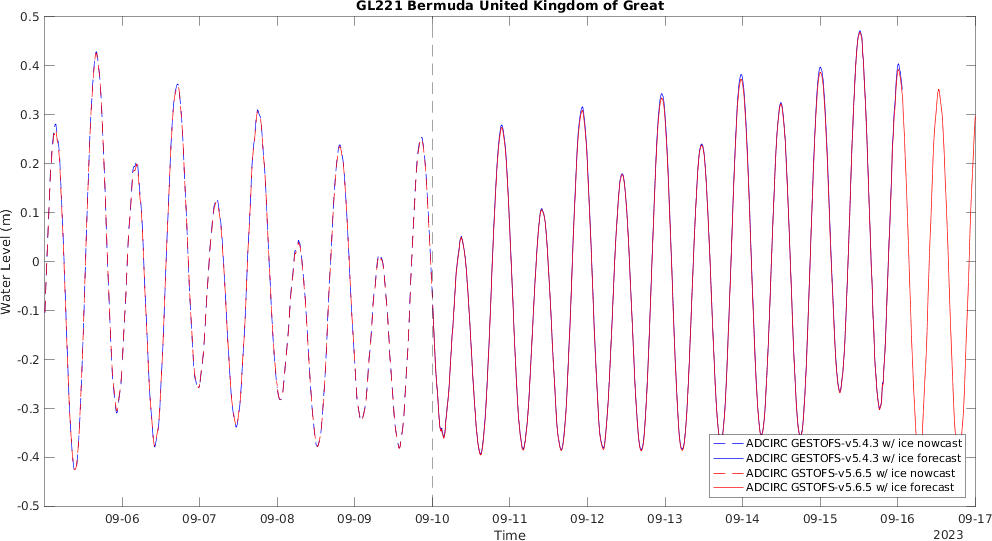 GL221 Bermuda United Kingdom of Great
Water Level (m)
0.5
0.4
0.3
0.2
0.1
0
-0.1
-0.2
-0.3
-0.4
-0.5
ADCIRC GESTOFS-v5.4.3 w/ ice nowcast
ADCIRC GESTOFS-v5.4.3 w/ ice forecast
ADCIRC GSTOFS-v5.6.5 w/ ice nowcast
ADCIRC GSTOFS-v5.6.5 w/ ice forecast
09-06 09-07 09-08 09-09 09-10 09-11 09-12 09-13 09-14 09-15 09-16 09-17
Time
2023